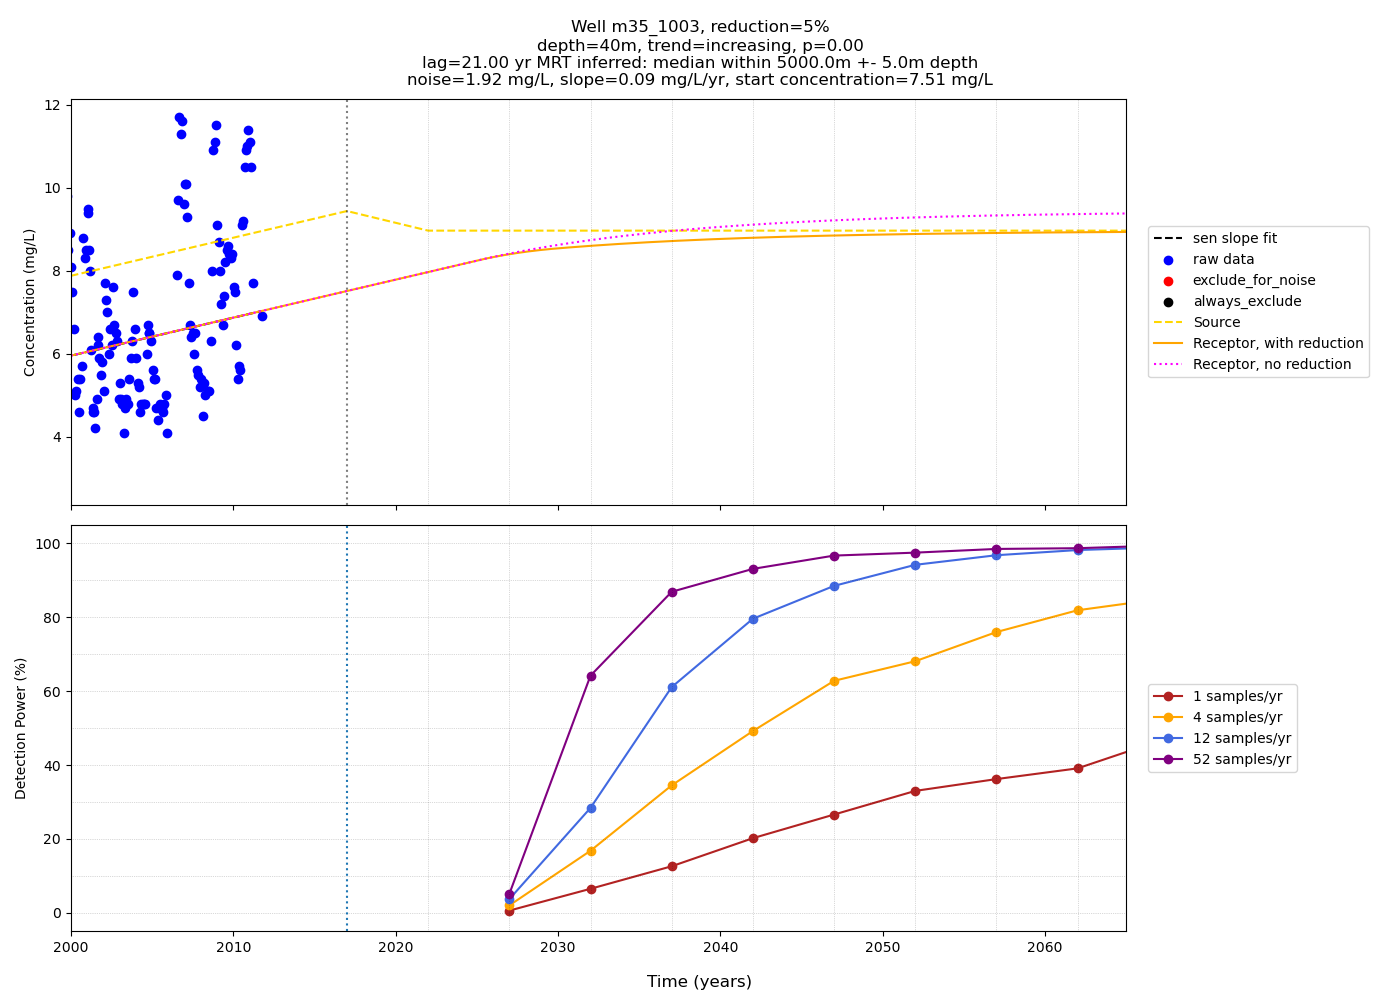 Well m35_1003, reduction=5%
depth=40m, trend=increasing, p=0.00
lag=21.00 yr MRT inferred: median within 5000.0m +- 5.0m depth
noise=1.92 mg/L, slope=0.09 mg/L/yr, start concentration=7.51 mg/L
12
10
8
6
4
Concentration (mg/L)
sen slope fit
raw data
exclude_for_noise
always_exclude
Source
Receptor, with reduction
Receptor, no reduction
100
80
60
40
20
0
Detection Power (%)
1 samples/yr
4 samples/yr
12 samples/yr
52 samples/yr
2000 2010 2020 2030 2040 2050 2060
Time (years)